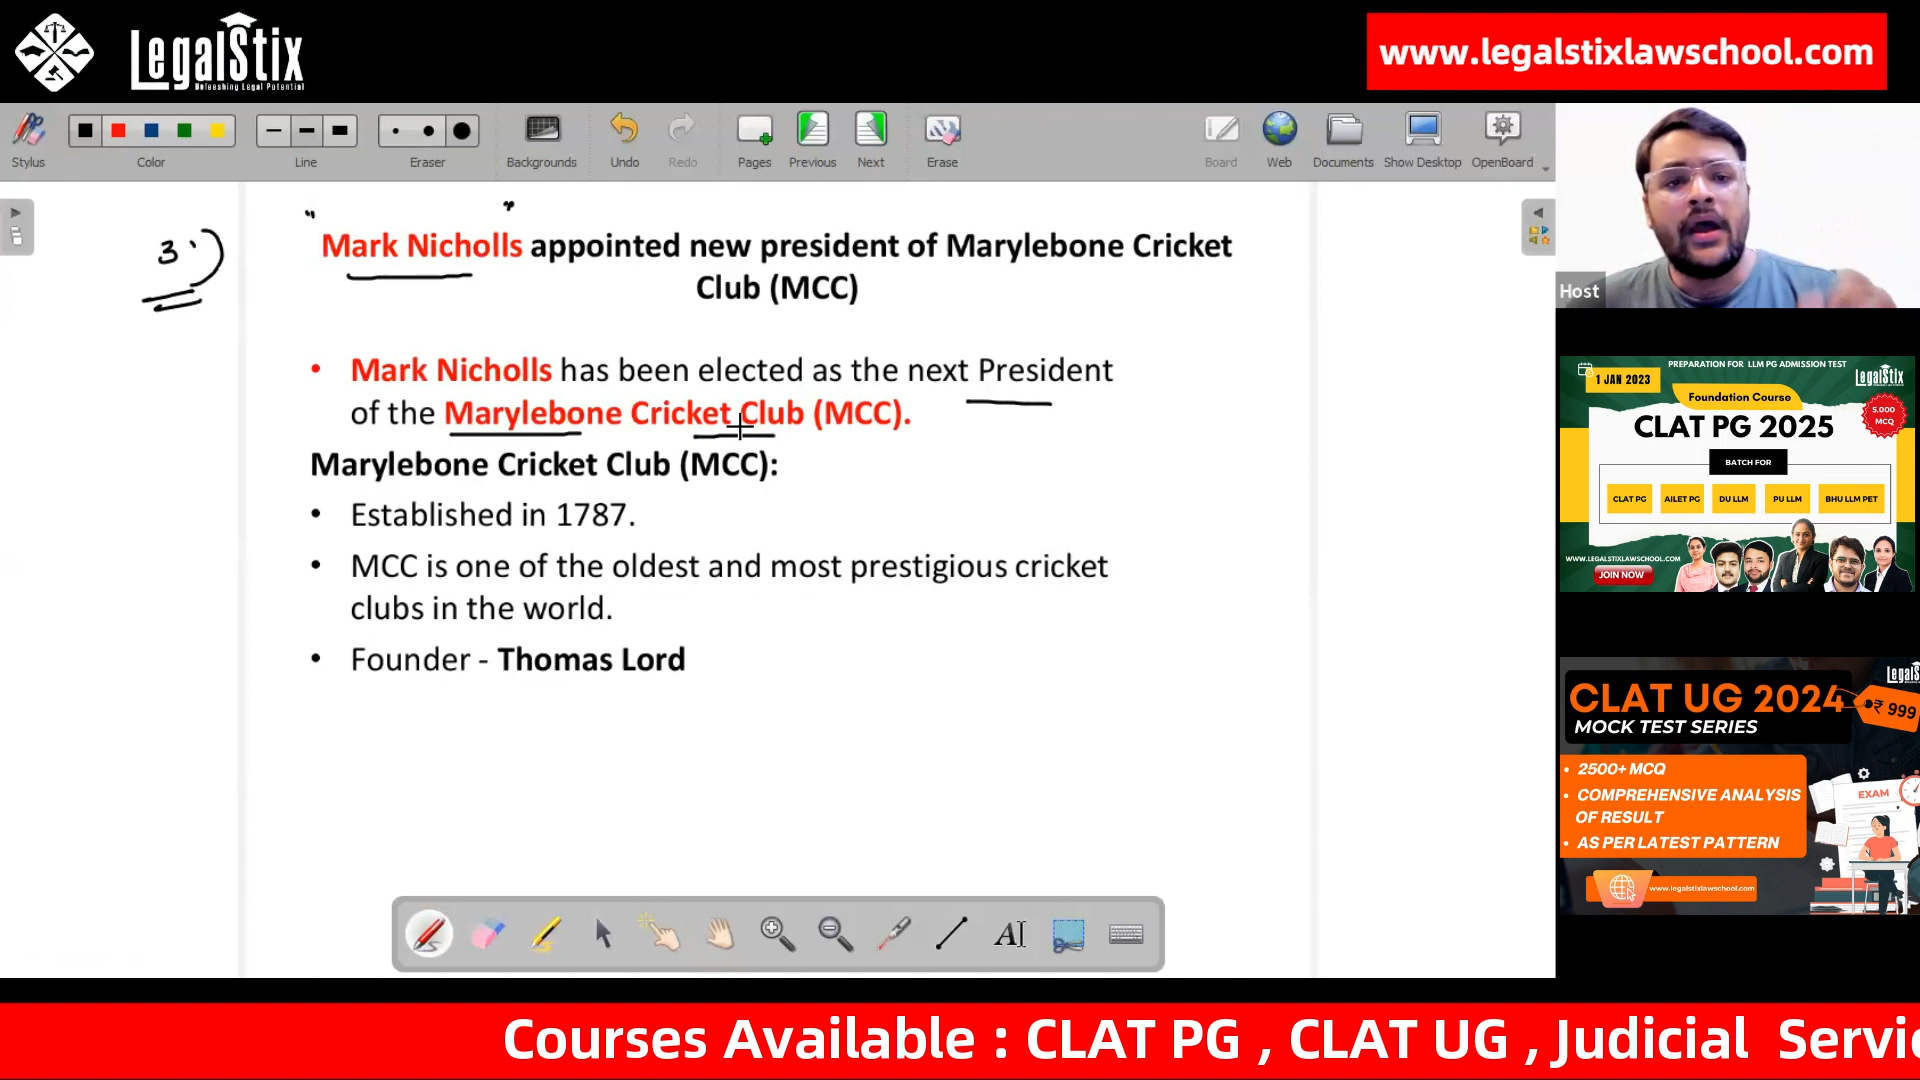 LegalStix
Unleashing Legal Potential
www.legalstixlawschool.com
Stylus
Color
Line
Eraser
Backgrounds
Undo
Redo
Pages
Previous
Next
Erase
Board
Web
Documents
Show Desktop
OpenBoard
3.)
" "
Mark Nicholls appointed new president of Marylebone Cricket
Club (MCC)
• Mark Nicholls has been elected as the next President
of the Marylebone Cricket Club (MCC).
Marylebone Cricket Club (MCC):
• Established in 1787.
• MCC is one of the oldest and most prestigious cricket
clubs in the world.
• Founder - Thomas Lord
AI
Host
PREPARATION FOR LLM PG ADMISSION TEST
1 JAN 2023
LegalStix
Foundation Course
5,000
MCQ
CLAT PG 2025
BATCH FOR
CLAT PG AILET PG DU LLM PU LLM BHU LLM PET
WWW.LEGALSTIXLAWSCHOOL.COM
JOIN NOW
LegalS
CLAT UG 2024
₹ 999
MOCK TEST SERIES
• 2500+ MCQ
• COMPREHENSIVE ANALYSIS
OF RESULT
• AS PER LATEST PATTERN
EXAM
www.legalstixlawschool.com
Courses Available : CLAT PG , CLAT UG , Judicial Servic